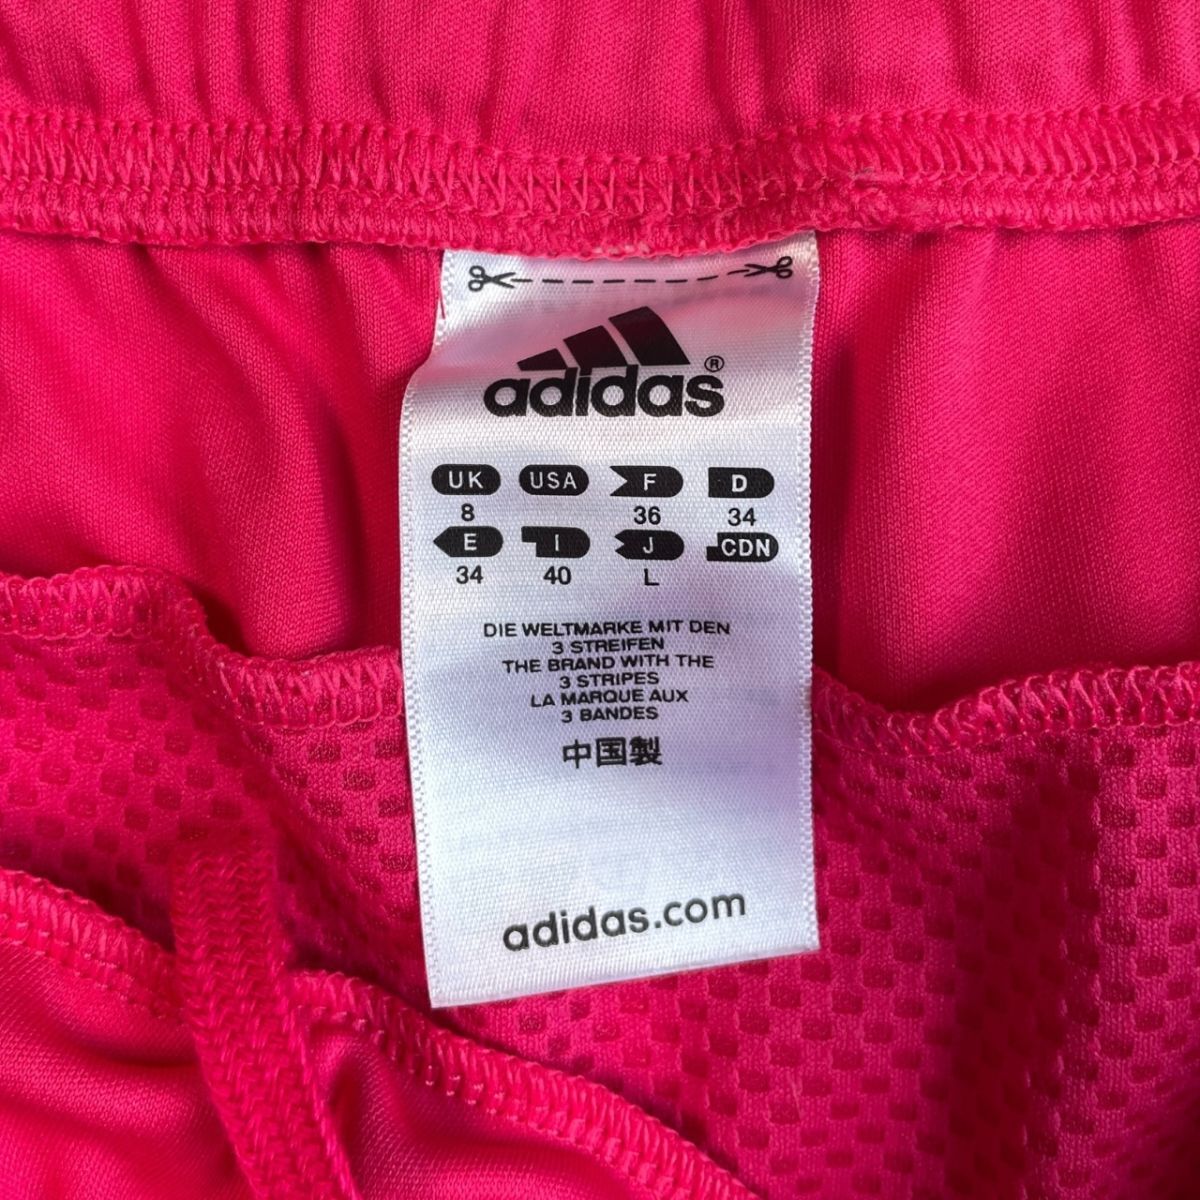 adidas®
UK USA F D
8 36 34
E I J CDN
34 40 L
DIE WELTMARKE MIT DEN
3 STREIFEN
THE BRAND WITH THE
3 STRIPES
LA MARQUE AUX
3 BANDES
中国製
adidas.com